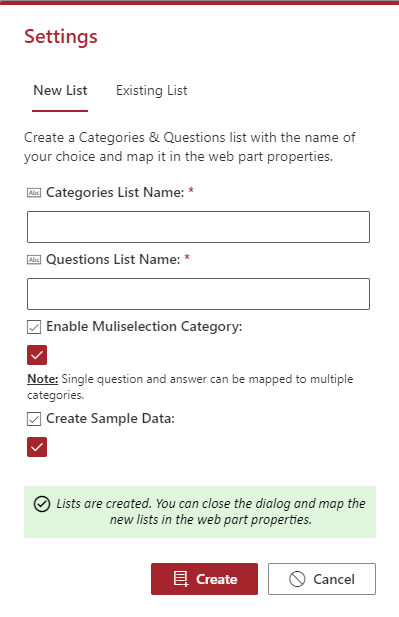 Settings
New List Existing List
Create a Categories & Questions list with the name of
your choice and map it in the web part properties.
Abc Categories List Name: *
Abc Questions List Name: *
Enable Muliselection Category:
Note: Single question and answer can be mapped to multiple
categories.
Create Sample Data:
Lists are created. You can close the dialog and map the
new lists in the web part properties.
Create Cancel